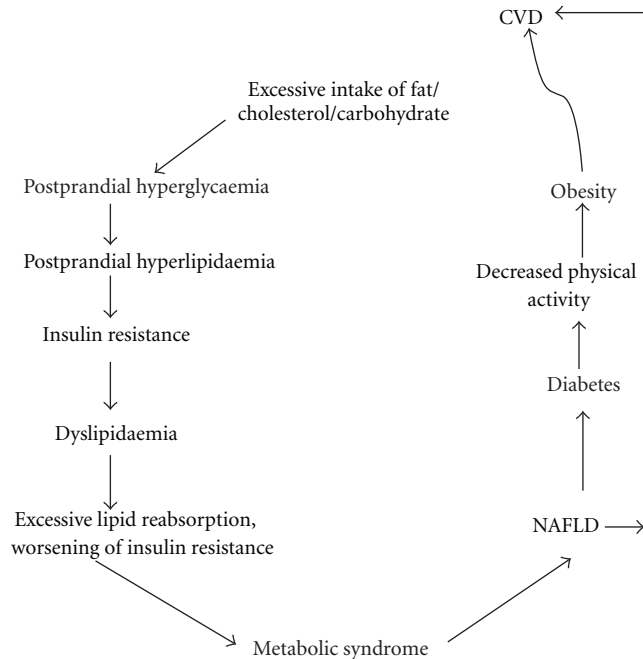 CVD
Excessive intake of fat/
cholesterol/carbohydrate
Postprandial hyperglycaemia
Postprandial hyperlipidaemia
Insulin resistance
Dyslipidaemia
Excessive lipid reabsorption,
worsening of insulin resistance
Metabolic syndrome
NAFLD
Diabetes
Decreased physical
activity
Obesity